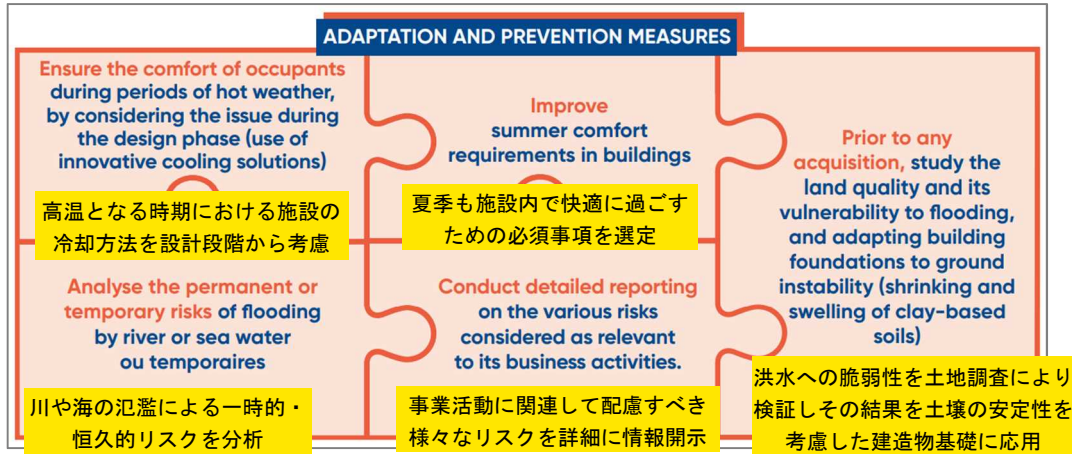 ADAPTATION AND PREVENTION MEASURES
Ensure the comfort of occupants
during periods of hot weather,
by considering the issue during
the design phase (use of
innovative cooling solutions)
高温となる時期における施設の
冷却方法を設計段階から考慮
Improve
summer comfort
requirements in buildings
夏季も施設内で快適に過ごす
ための必須事項を選定
Prior to any
acquisition, study the
land quality and its
vulnerability to flooding,
and adapting building
foundations to ground
instability (shrinking and
swelling of clay-based
soils)
洪水への脆弱性を土地調査により
検証しその結果を土壌の安定性を
考慮した建造物基礎に応用
Analyse the permanent or
temporary risks of flooding
by river or sea water
ou temporaires
川や海の氾濫による一時的・
恒久的リスクを分析
Conduct detailed reporting
on the various risks
considered as relevant
to its business activities.
事業活動に関連して配慮すべき
様々なリスクを詳細に情報開示